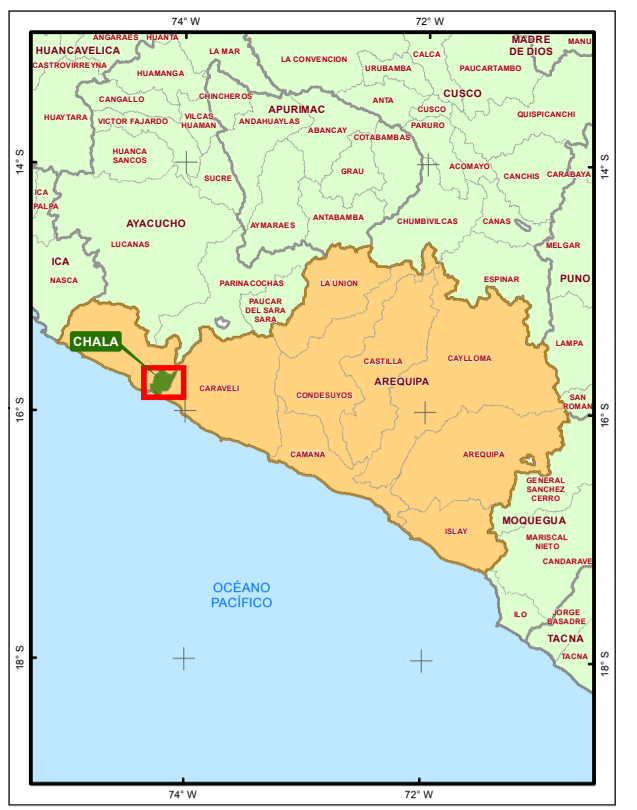 74° W
72° W
ANGARAES
HUANTA
HUANCAVELICA
CASTROVIRREYNA
LA MAR
LA CONVENCION
CALCA
MADRE
DE DIOS
MANU
URUBAMBA
PAUCARTAMBO
HUAMANGA
CUSCO
CHINCHEROS
CANGALLO
ANTA
APURIMAC
CUSCO
HUAYTARA
VICTOR FAJARDO
VILCAS
HUAMAN
ANDAHUAYLAS
ABANCAY
PARURO
QUISPICANCHI
COTABAMBAS
14° S
HUANCA
SANCOS
GRAU
ACOMAYO
CANCHIS
CARABAYA
14° S
SUCRE
ICA
PALPA
AYACUCHO
AYMARAES
ANTABAMBA
CHUMBIVILCAS
CANAS
LUCANAS
MELGAR
ICA
NASCA
PARINACOCHAS
LA UNION
ESPINAR
PUNO
PAUCAR
DEL SARA
SARA
CHALA
LAMPA
CASTILLA
CAYLLOMA
AREQUIPA
CARAVELI
CONDESUYOS
SAN
ROMAN
16° S
16° S
CAMANA
AREQUIPA
GENERAL
SANCHEZ
CERRO
MOQUEGUA
ISLAY
MARISCAL
NIETO
CANDARAVE
OCÉANO
PACÍFICO
ILO
JORGE
BASADRE
TACNA
TACNA
18° S
18° S
74° W
72° W